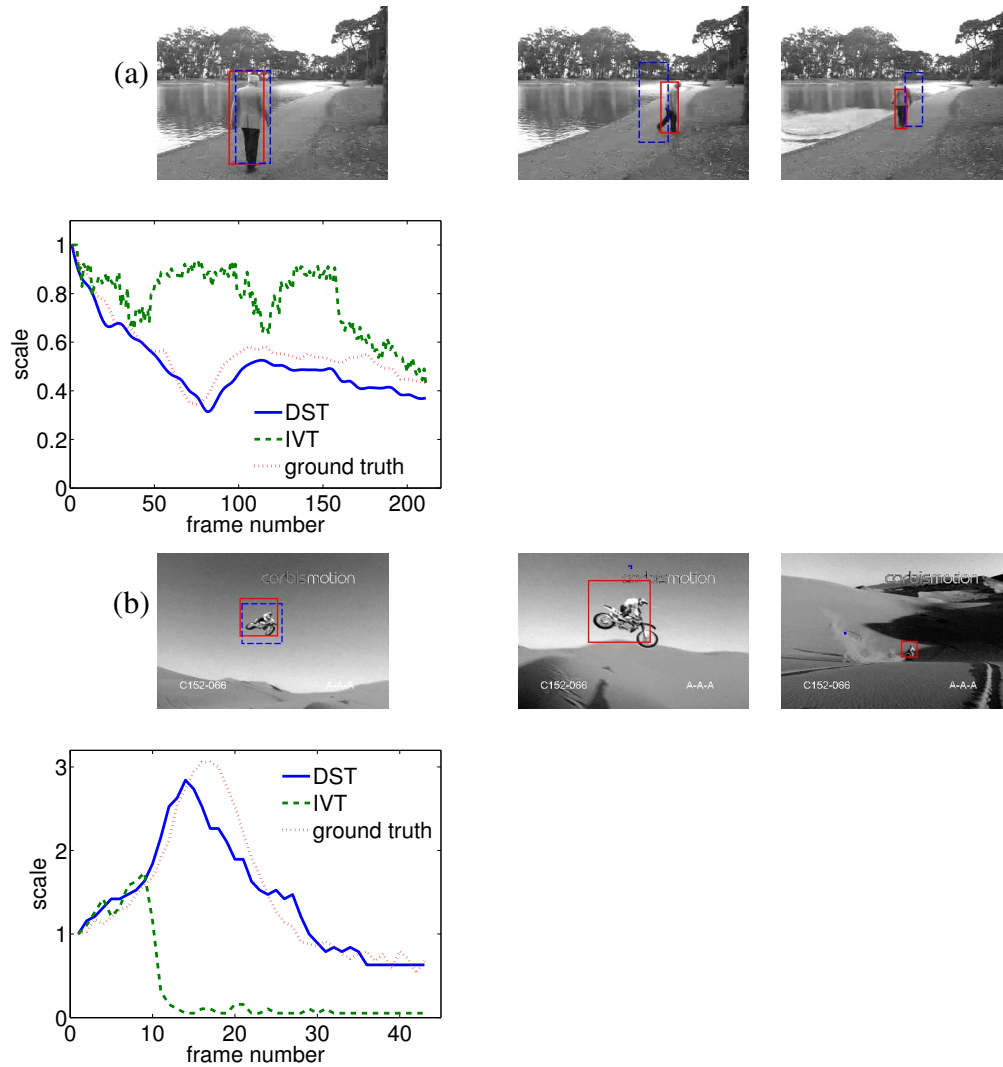 (a)
1
0.8
0.6
0.4
0.2
0
scale
DST
IVT
ground truth
0 50 100 150 200
frame number
(b)
corbismotion
C152-066 A-A-A
corbismotion
C152-066 A-A-A
corbismotion
C152-066 A-A-A
3
2
1
0
scale
DST
IVT
ground truth
0 10 20 30 40
frame number